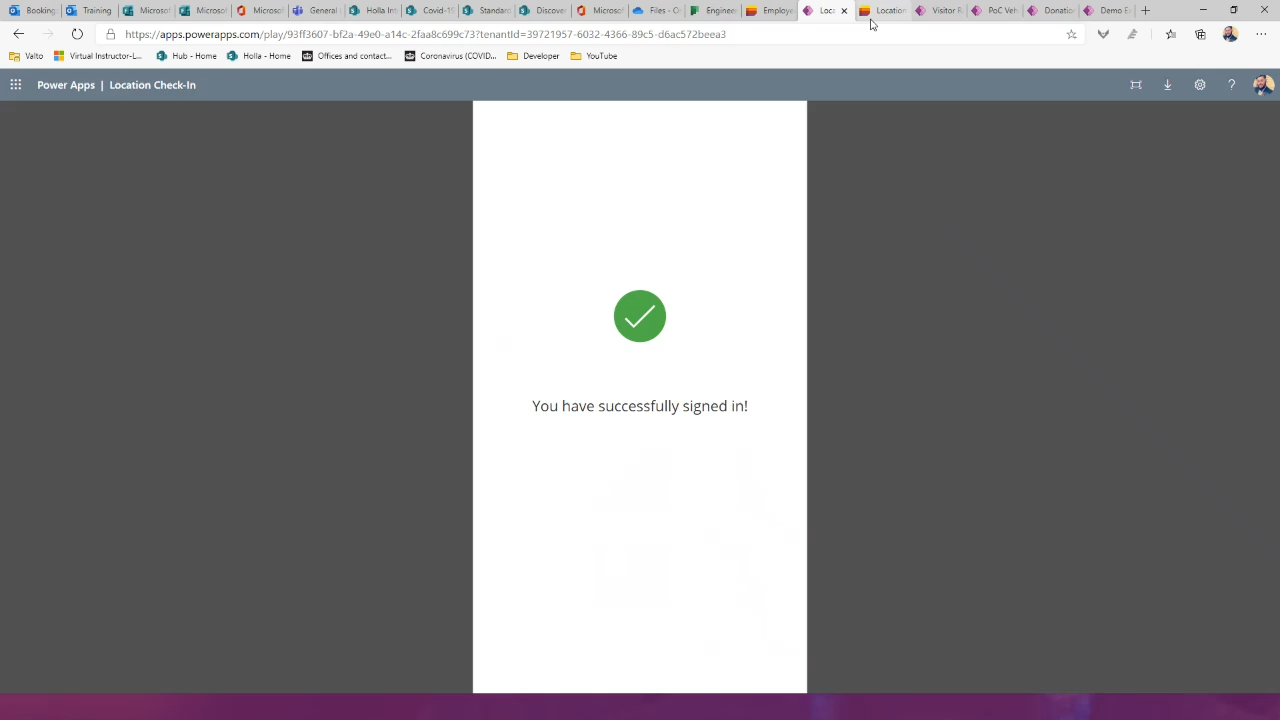 Booking
Training
Microsof
Microsof
Microsof
General
Holla Int
Covid-19
Standard
Discover
Microsof
Files - O
Engineer
Employe
Loca
Location
Visitor R
PoC Veh
Donation
Demo E
https://apps.powerapps.com/play/93ff3607-bf2a-49e0-a14c-2faa8c699c73?tenantId=39721957-6032-4366-89c5-d6ac572beea3
Valto
Virtual Instructor-L...
Hub - Home
Holla - Home
Offices and contact...
Coronavirus (COVID...
Developer
YouTube
Power Apps | Location Check-In
You have successfully signed in!